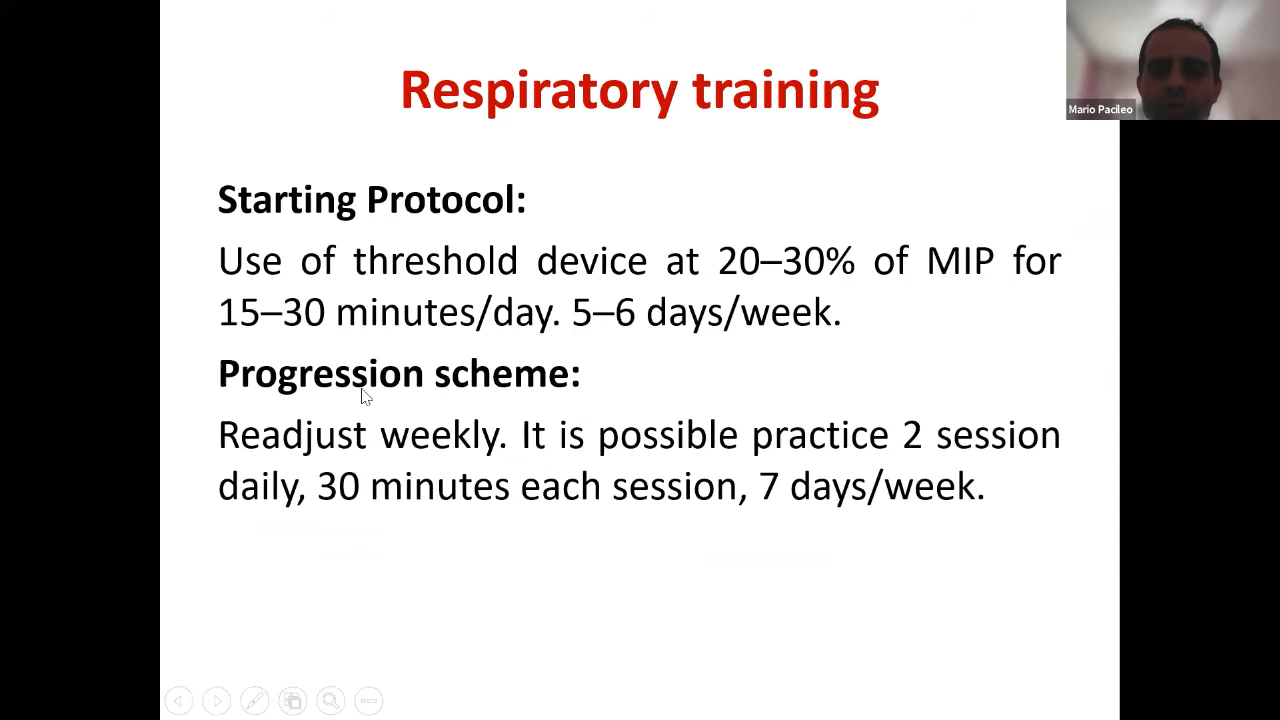 Respiratory training
Mario Pacileo
Starting Protocol:
Use of threshold device at 20–30% of MIP for
15–30 minutes/day. 5–6 days/week.
Progression scheme:
Readjust weekly. It is possible practice 2 session
daily, 30 minutes each session, 7 days/week.